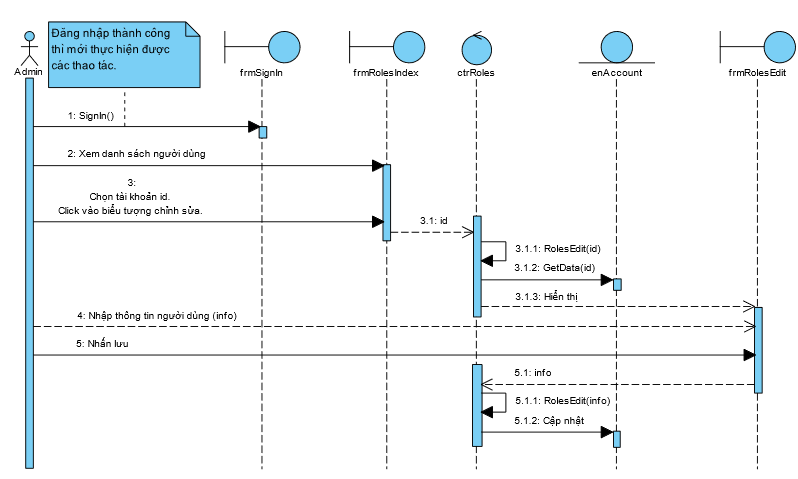 Đăng nhập thành công
thì mới thực hiện được
các thao tác.
Admin
frmSignIn
frmRolesIndex
ctrRoles
enAccount
frmRolesEdit
1: SignIn()
2: Xem danh sách người dùng
3:
Chọn tài khoản id.
Click vào biểu tượng chỉnh sửa.
3.1: id
3.1.1: RolesEdit(id)
3.1.2: GetData(id)
3.1.3: Hiển thị
4: Nhập thông tin người dùng (info)
5: Nhấn lưu
5.1: info
5.1.1: RolesEdit(info)
5.1.2: Cập nhật